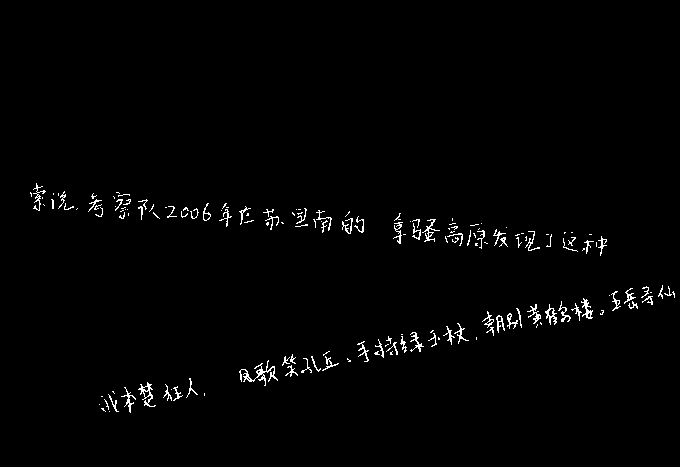 索说,考察队2006年在苏里南的 拿骚高原发现了这种
我本楚狂人, 凤歌笑孔丘。手持绿玉杖,朝别黄鹤楼。五岳寻仙